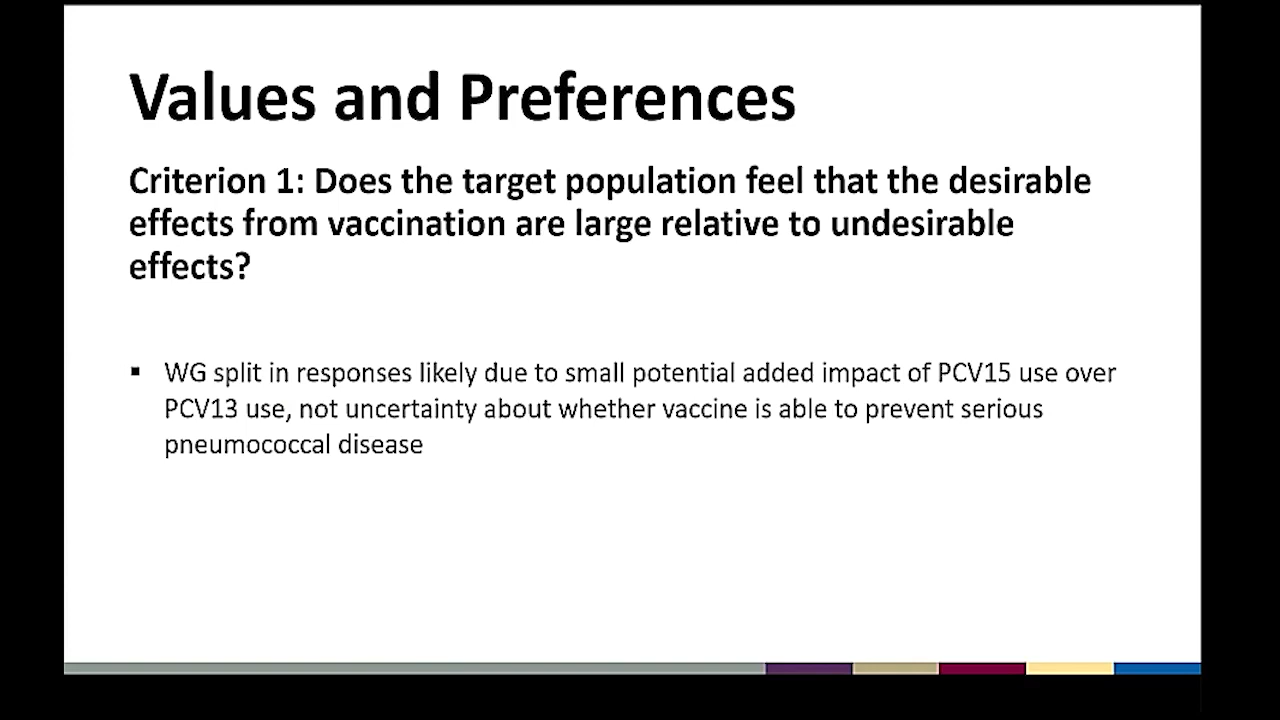 Values and Preferences
Criterion 1: Does the target population feel that the desirable
effects from vaccination are large relative to undesirable
effects?
▪ WG split in responses likely due to small potential added impact of PCV15 use over
PCV13 use, not uncertainty about whether vaccine is able to prevent serious
pneumococcal disease